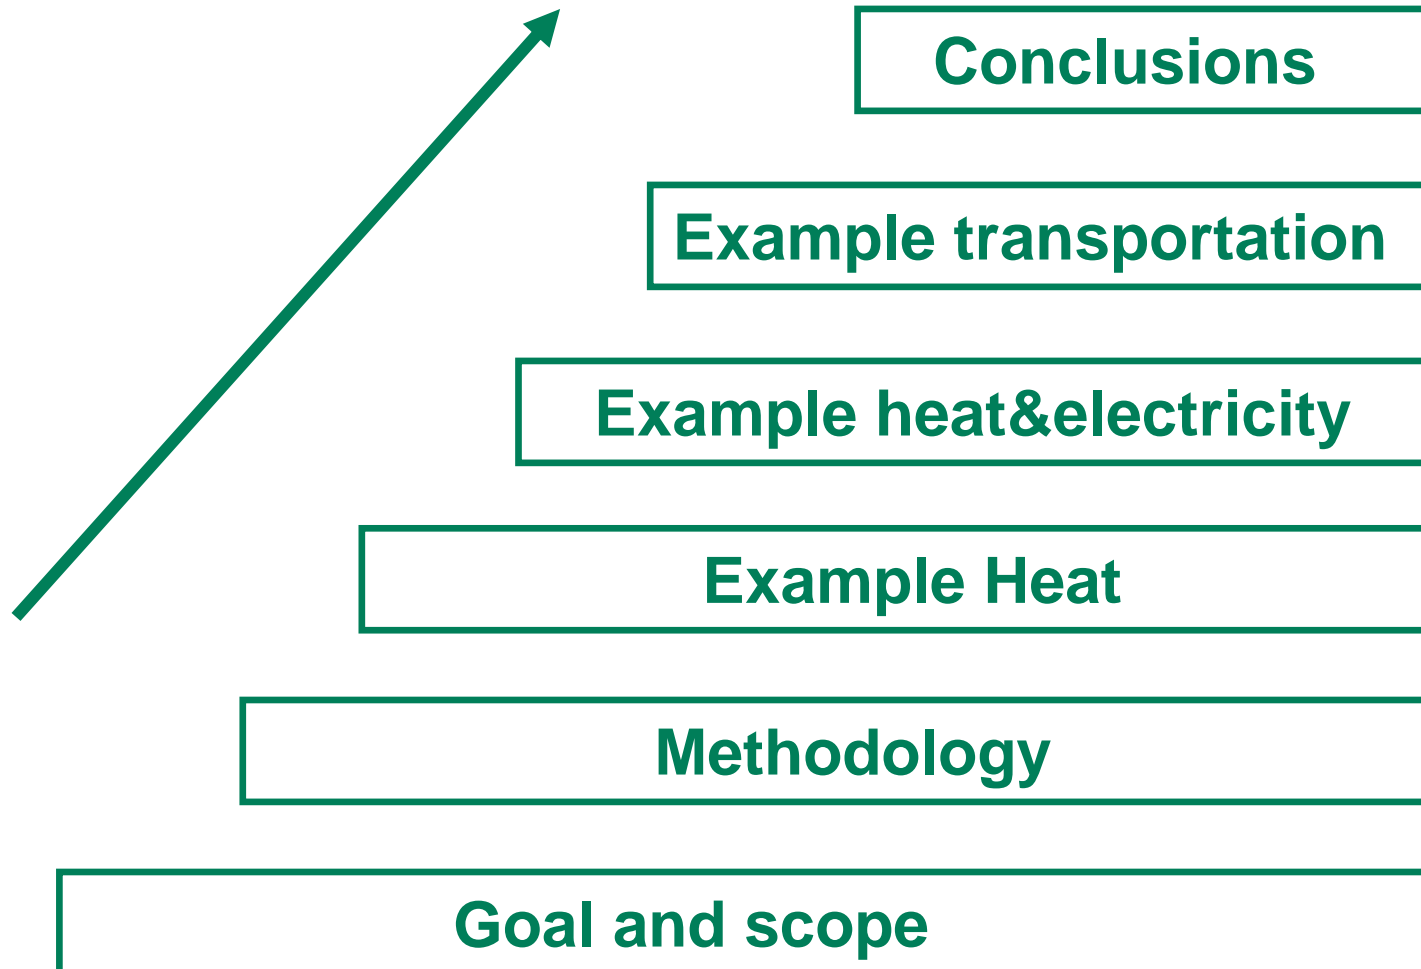 Conclusions
Example transportation
Example heat&electricity
Example Heat
Methodology
Goal and scope